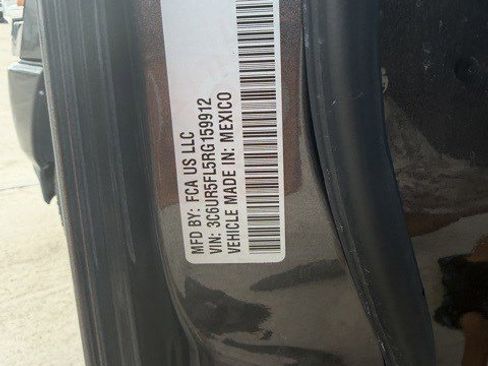 MFD BY: FCA US LLC
VIN: 3C6UR5FL5RG159912
VEHICLE MADE IN: MEXICO